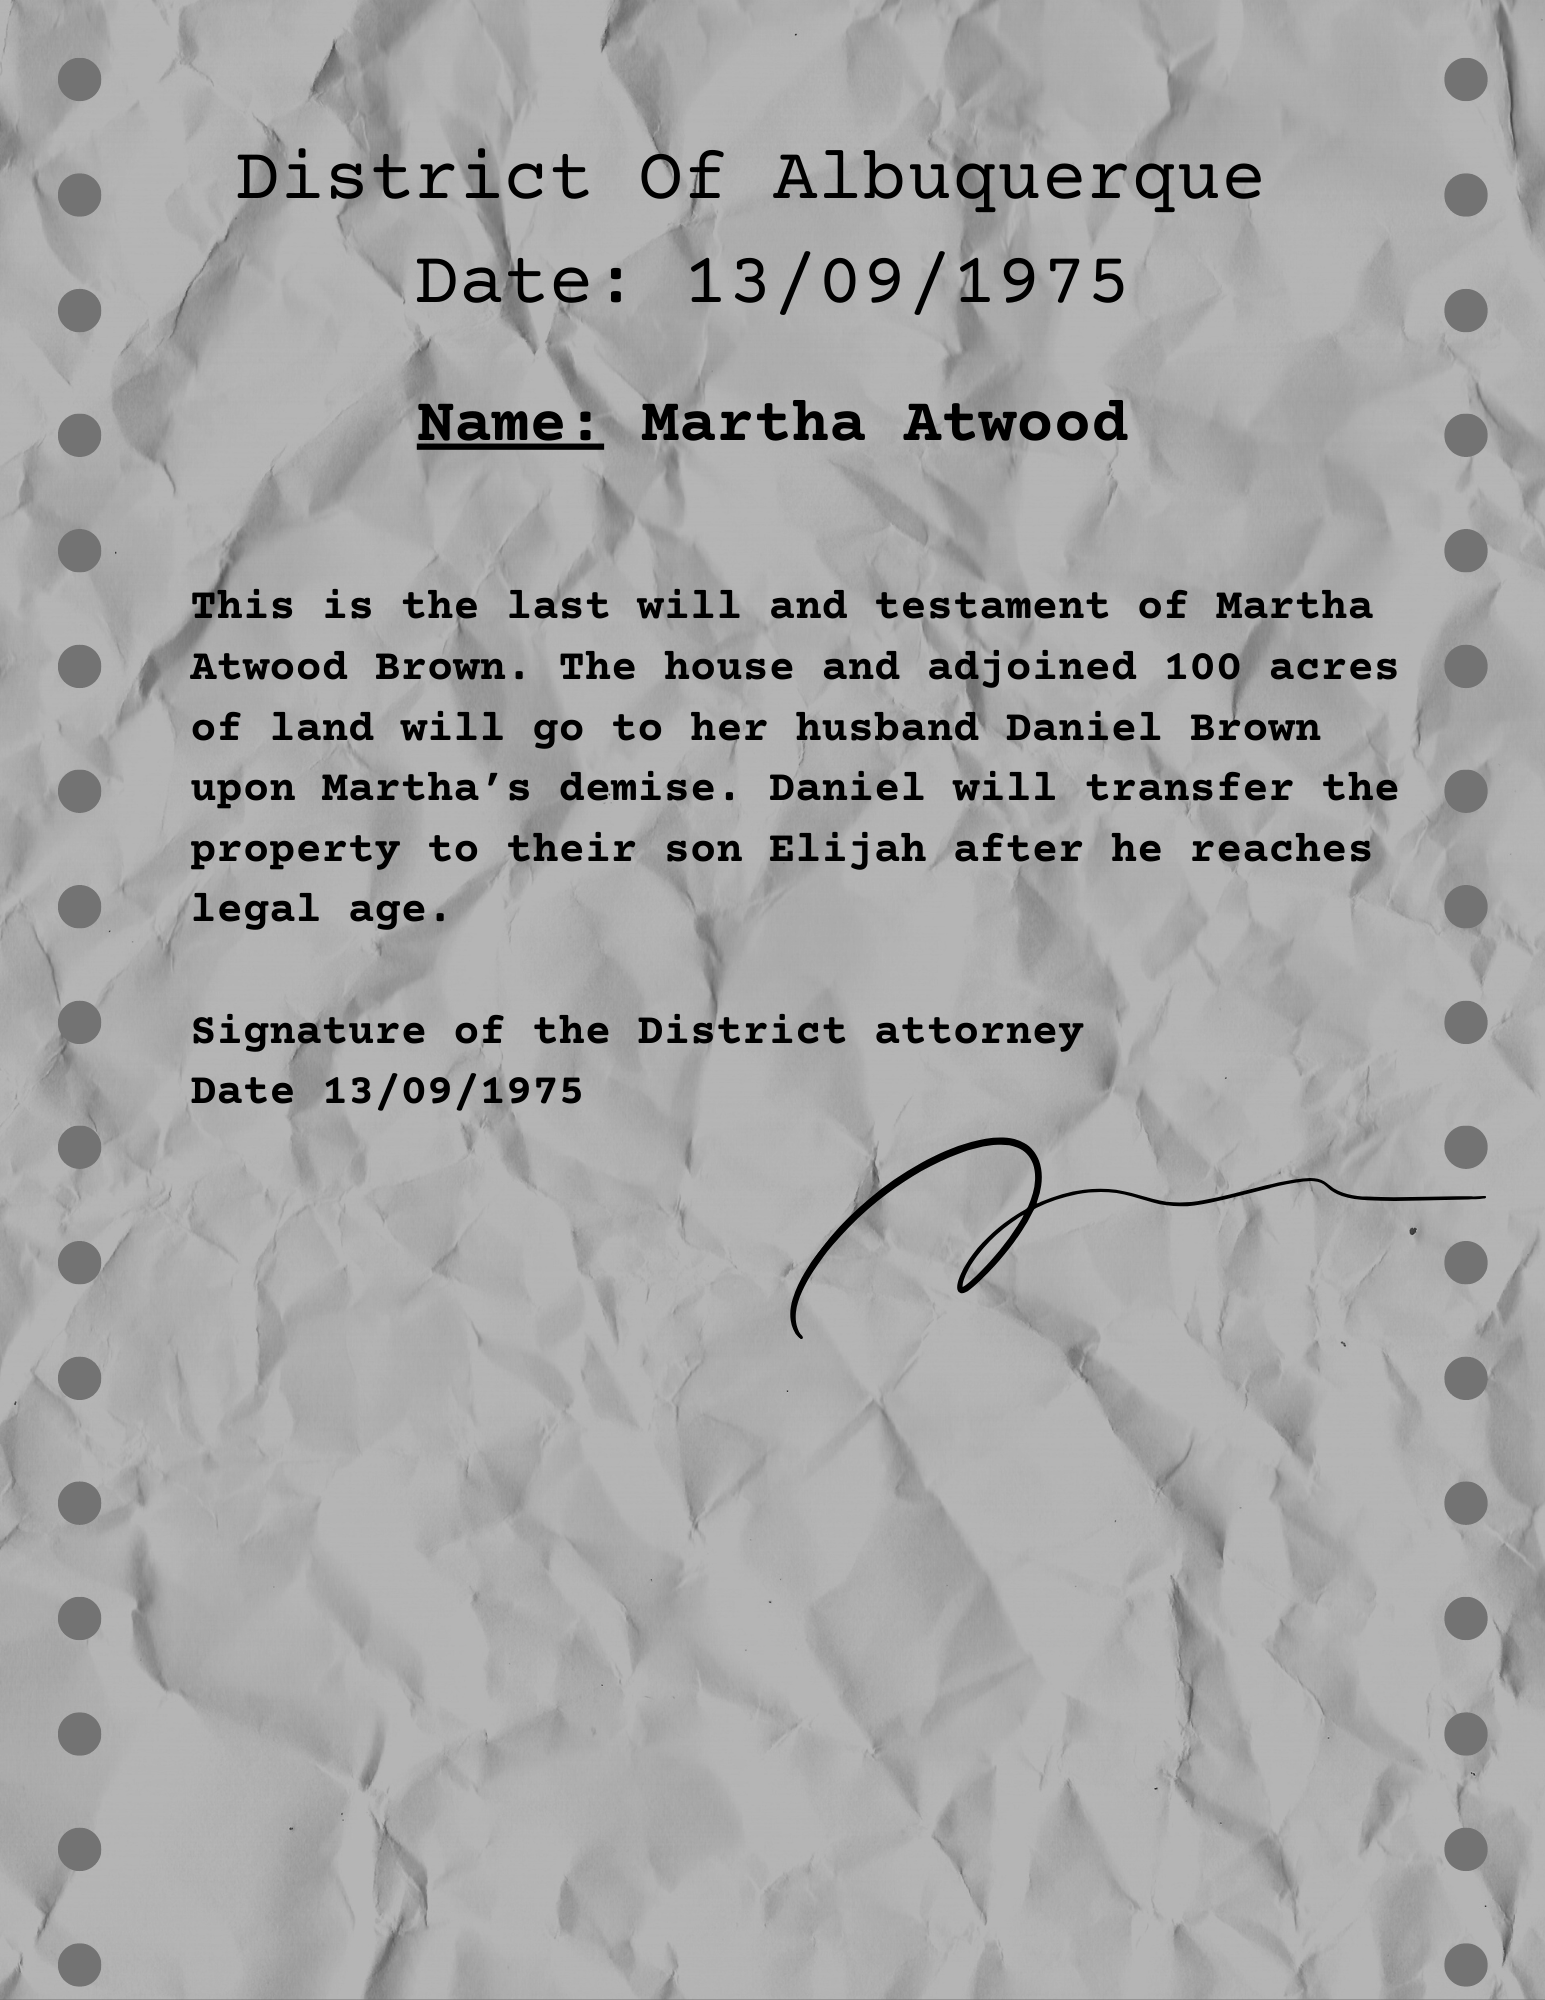 District Of Albuquerque
Date: 13/09/1975
Name: Martha Atwood
This is the last will and testament of Martha
Atwood Brown. The house and adjoined 100 acres
of land will go to her husband Daniel Brown
upon Martha’s demise. Daniel will transfer the
property to their son Elijah after he reaches
legal age.
Signature of the District attorney
Date 13/09/1975